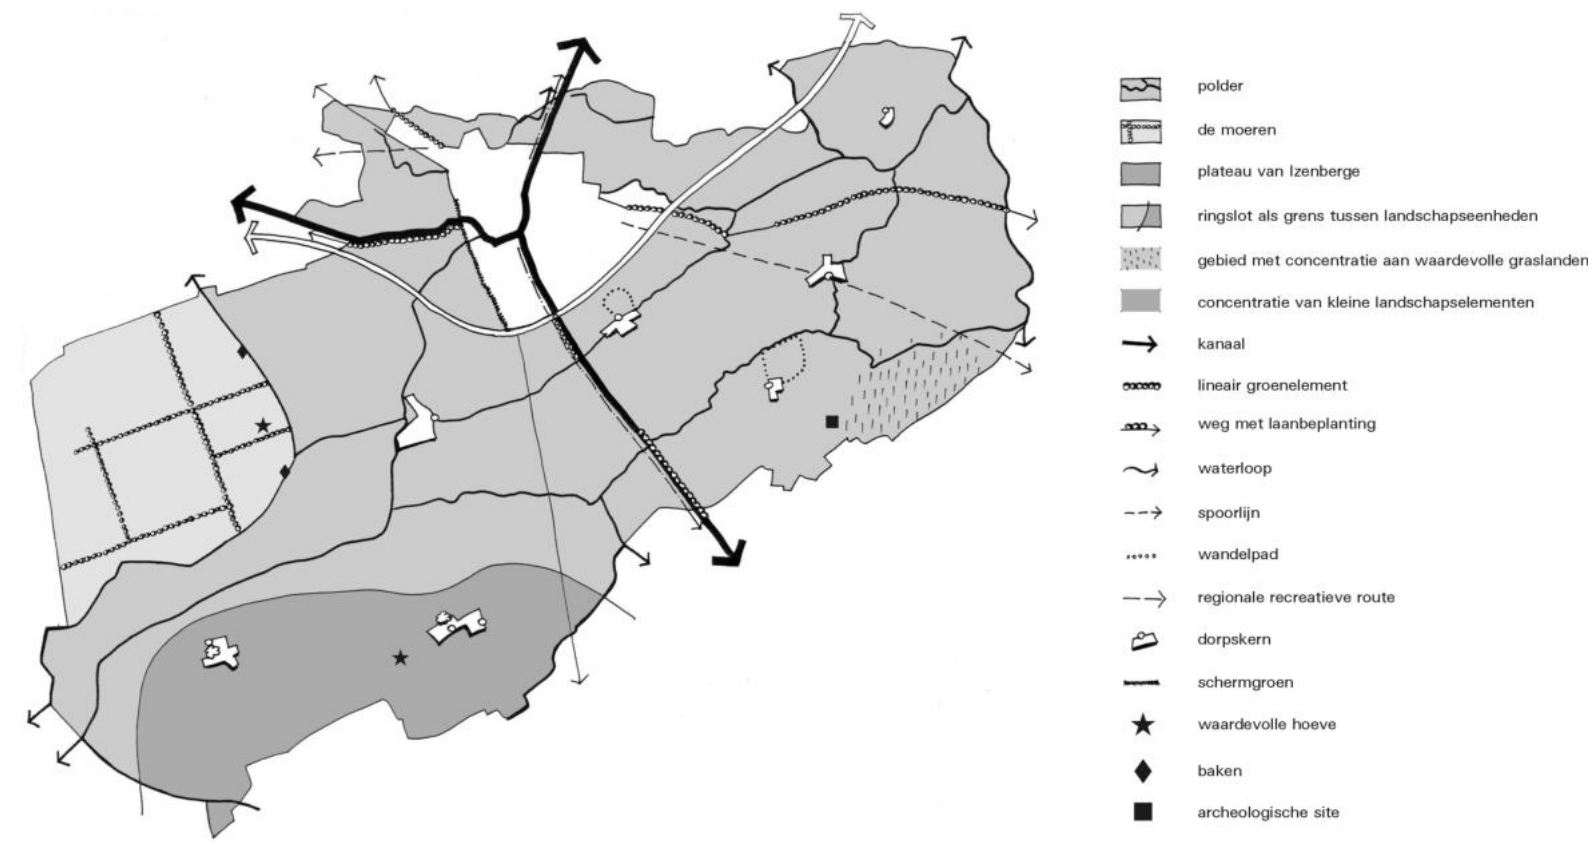 polder
de moeren
plateau van Izenberge
ringslot als grens tussen landschapseenheden
gebied met concentratie aan waardevolle graslanden
concentratie van kleine landschapselementen
kanaal
lineair groenelement
weg met laanbeplanting
waterloop
spoorlijn
wandelpad
regionale recreatieve route
dorpskern
schermgroen
waardevolle hoeve
baken
archeologische site